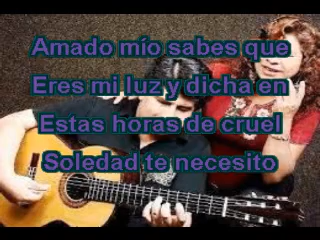 Amado mío sabes que
Eres mi luz y dicha en
Estas horas de cruel
Soledad te necesito